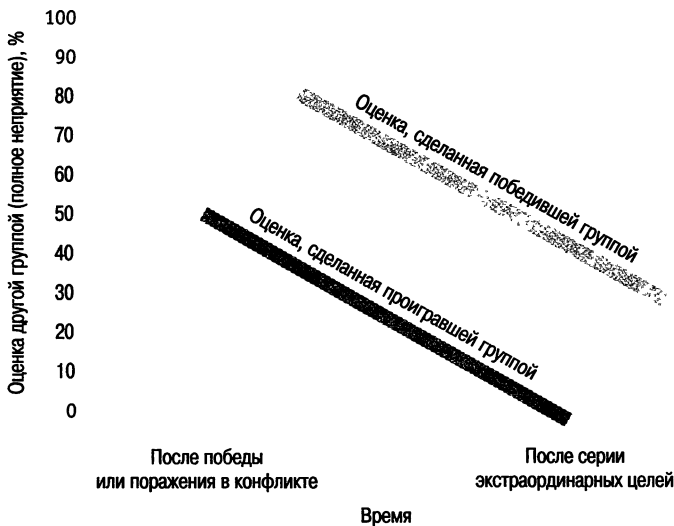 Оценка другой группой (полное неприятие), %
100
90
80
70
60
50
40
30
20
10
0
Оценка, сделанная победившей группой
Оценка, сделанная проигравшей группой
После победы
или поражения в конфликте
После серии
экстраординарных целей
Время